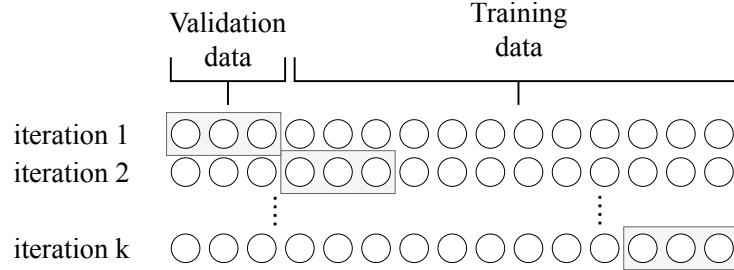 Validation
data
Training
data
iteration 1
iteration 2
iteration k